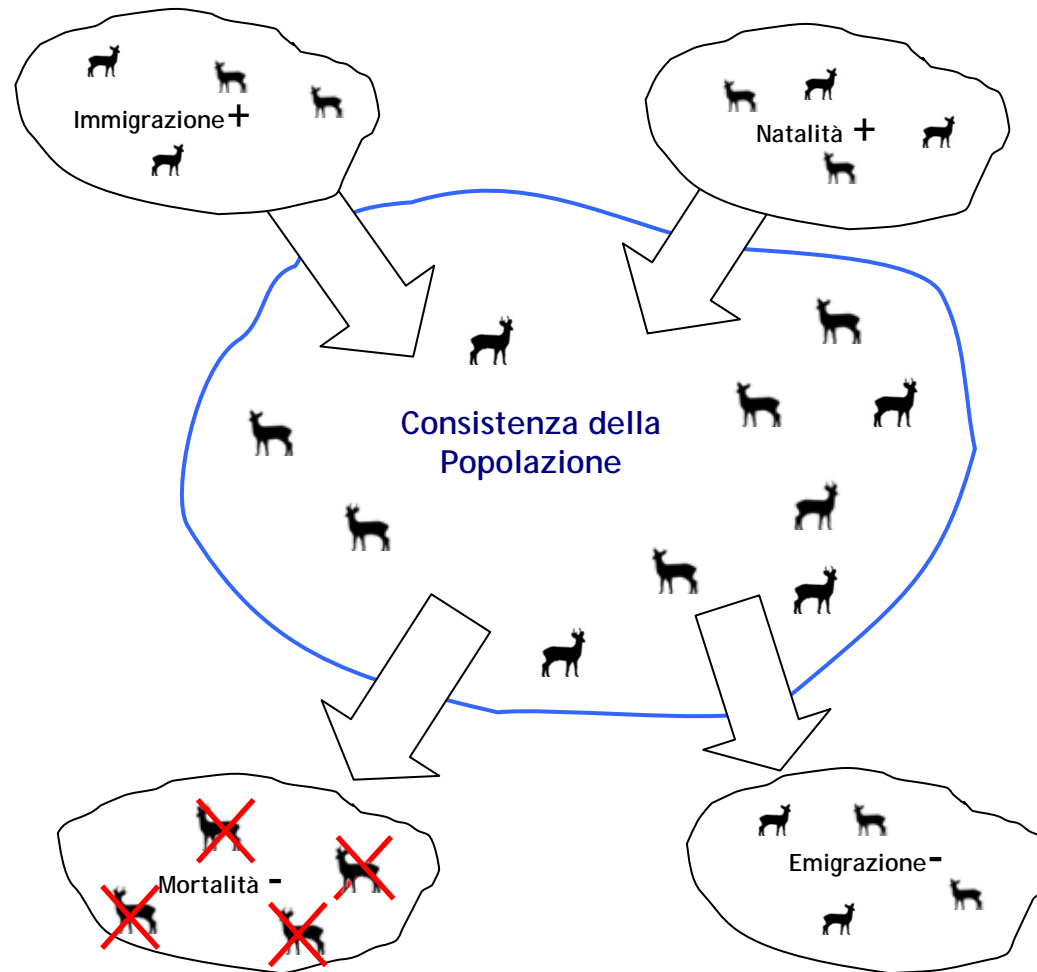 Immigrazione+
Natalità +
Consistenza della
Popolazione
Mortalità -
Emigrazione-